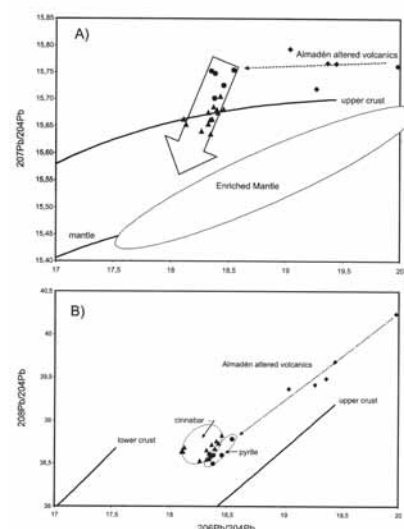 A)
15,85
15,80
15,75
15,70
15,65
15,60
15,55
15,50
15,45
15,40
207Pb/204Pb
Almadén altered volcanics
upper crust
Enriched Mantle
mantle
17
17,5
18
18,5
19
19,5
20
B)
40,5
40
39,5
39
38,5
38
208Pb/204Pb
Almadén altered volcanics
cinnebar
pyrite
lower crust
upper crust
17
17,5
18
18,5
19
19,5
20
206Pb/204Pb